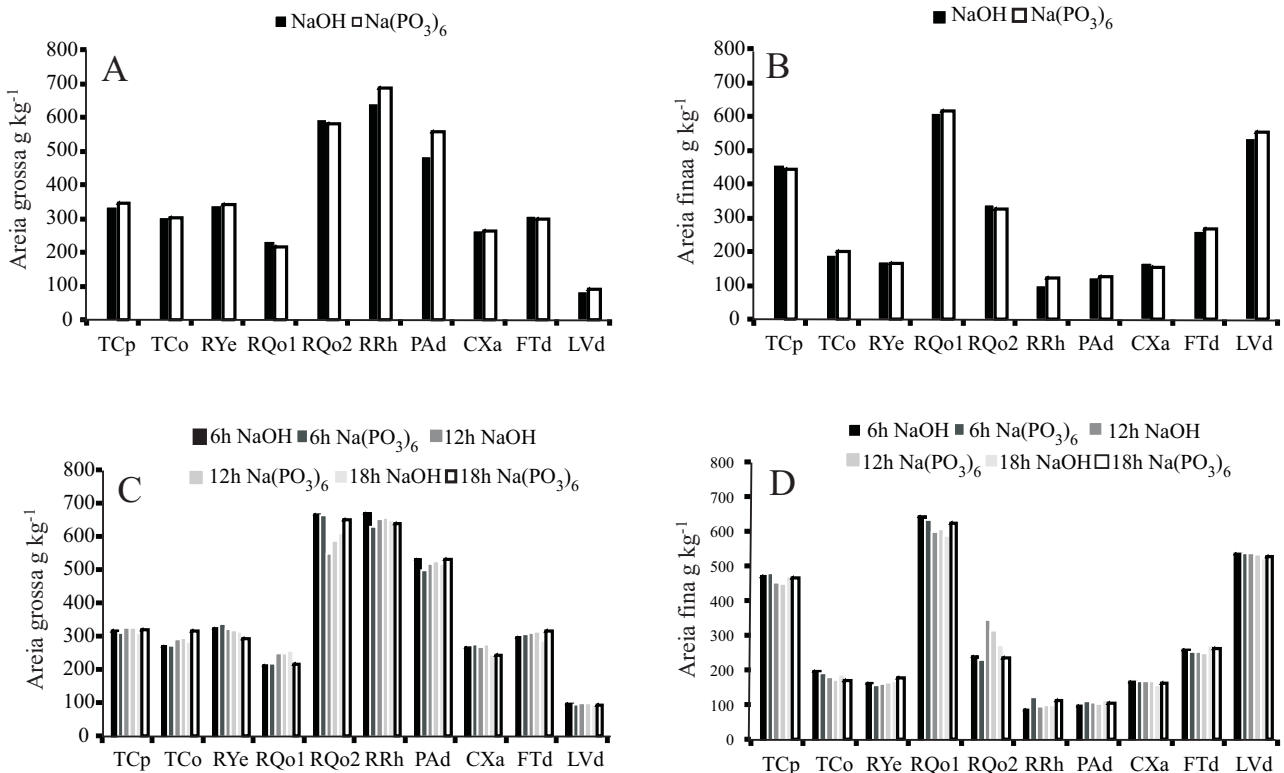 NaOH Na(PO3)6
A
Areia grossa g kg-1
800
700
600
500
400
300
200
100
0
TCp TCo RYe RQo1 RQo2 RRh PAd CXa FTd LVd
NaOH Na(PO3)6
B
Areia finaa g kg-1
800
700
600
500
400
300
200
100
0
TCp TCo RYe RQo1 RQo2 RRh PAd CXa FTd LVd
6h NaOH 6h Na(PO3)6 12h NaOH
12h Na(PO3)6 18h NaOH 18h Na(PO3)6
C
Areia grossa g kg-1
800
700
600
500
400
300
200
100
0
TCp TCo RYe RQo1 RQo2 RRh PAd CXa FTd LVd
6h NaOH 6h Na(PO3)6 12h NaOH
12h Na(PO3)6 18h NaOH 18h Na(PO3)6
D
Areia fina g kg-1
800
700
600
500
400
300
200
100
0
TCp TCo RYe RQo1 RQo2 RRh PAd CXa FTd LVd